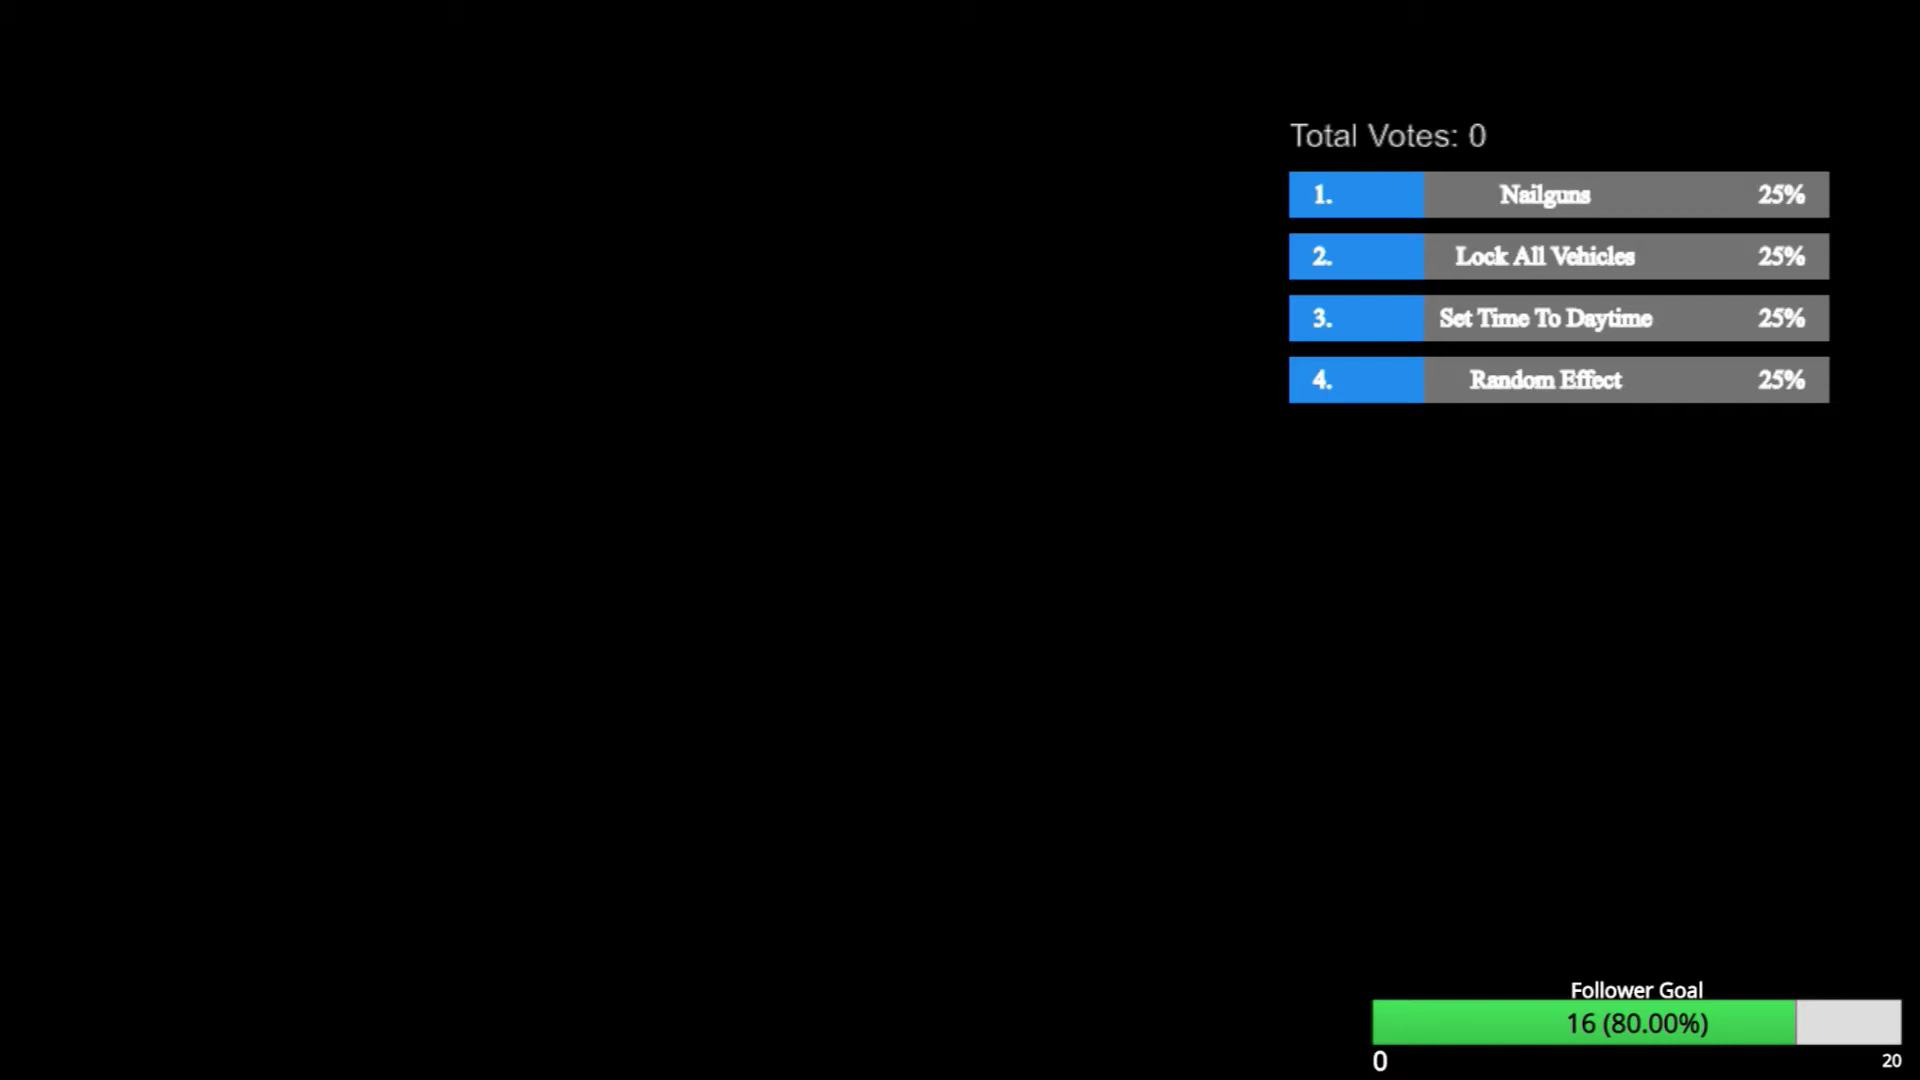 Total Votes: 0
1. Nailguns 25%
2. Lock All Vehicles 25%
3. Set Time To Daytime 25%
4. Random Effect 25%
Follower Goal
16 (80.00%)
0 20